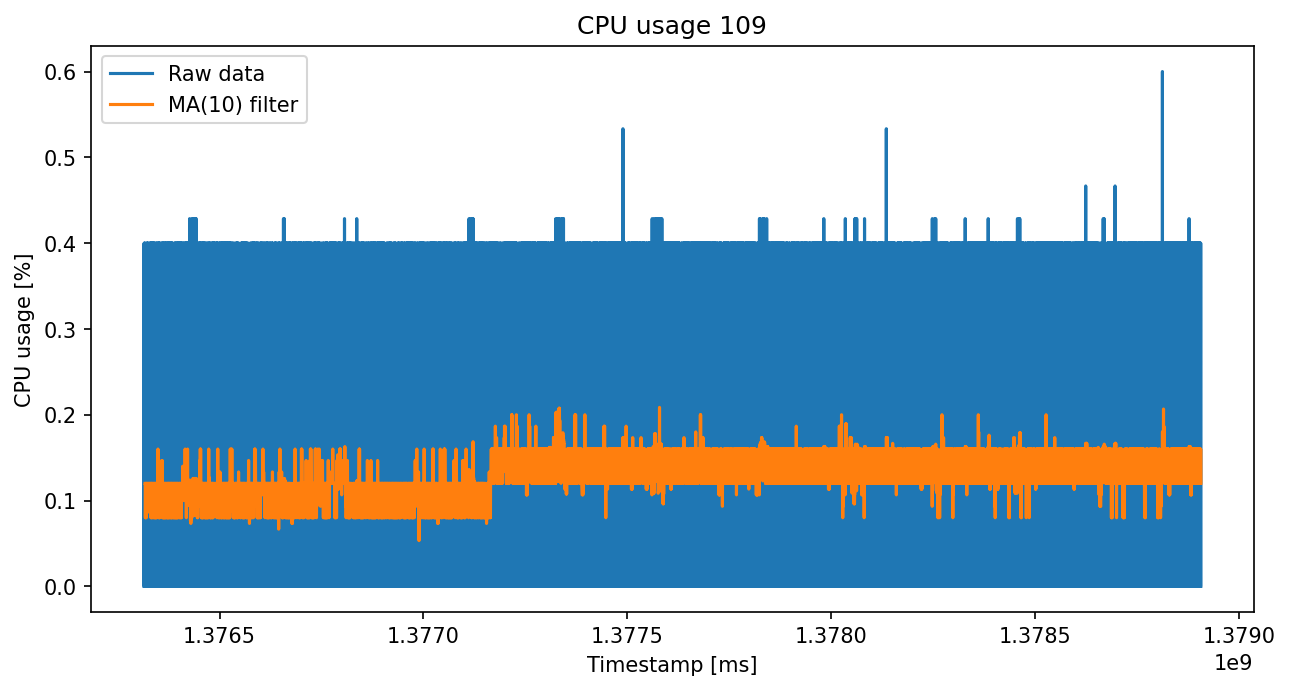 CPU usage 109
Raw data
MA(10) filter
CPU usage [%]
0.6
0.5
0.4
0.3
0.2
0.1
0.0
1.3765 1.3770 1.3775 1.3780 1.3785 1.3790
1e9
Timestamp [ms]